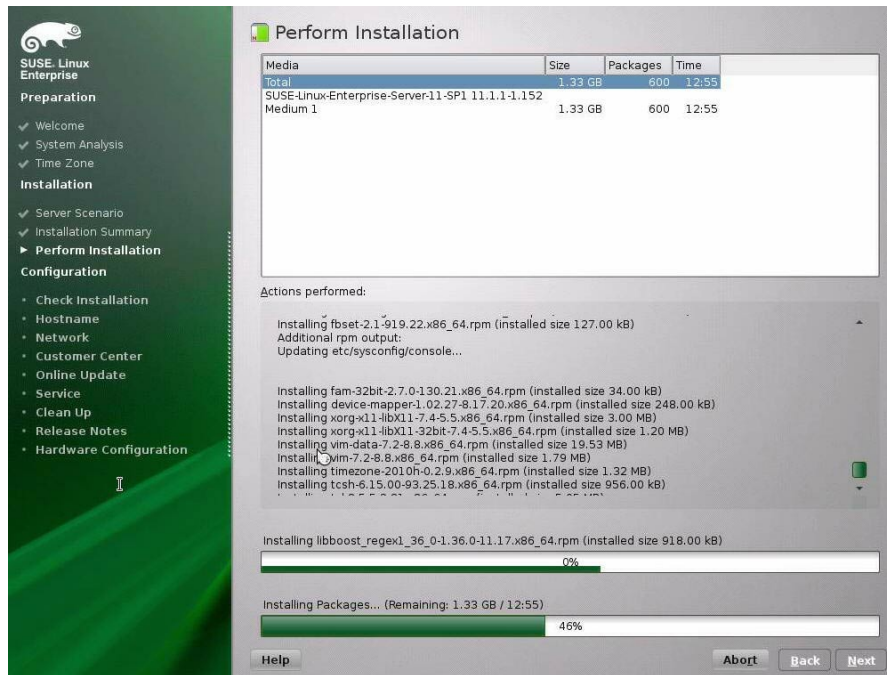 SUSE. Linux
Enterprise
Preparation
Welcome
System Analysis
Time Zone
Installation
Server Scenario
Installation Summary
Perform Installation
Configuration
Check Installation
Hostname
Network
Customer Center
Online Update
Service
Clean Up
Release Notes
Hardware Configuration
Perform Installation
Media Size Packages Time
Total 1.33 GB 600 12:55
SUSE-Linux-Enterprise-Server-11-SP1 11.1.1-1.152
Medium 1 1.33 GB 600 12:55
Actions performed:
Installing fbset-2.1-919.22.x86_64.rpm (installed size 127.00 kB)
Additional rpm output:
Updating etc/sysconfig/console...
Installing fam-32bit-2.7.0-130.21.x86_64.rpm (installed size 34.00 kB)
Installing device-mapper-1.02.27-8.17.20.x86_64.rpm (installed size 248.00 kB)
Installing xorg-x11-libX11-7.4-5.5.x86_64.rpm (installed size 3.00 MB)
Installing xorg-x11-libX11-32bit-7.4-5.5.x86_64.rpm (installed size 1.20 MB)
Installing vim-data-7.2-8.8.x86_64.rpm (installed size 19.53 MB)
Installing vim-7.2-8.8.x86_64.rpm (installed size 1.79 MB)
Installing timezone-2010h-0.2.9.x86_64.rpm (installed size 1.32 MB)
Installing tcsh-6.15.00-93.25.18.x86_64.rpm (installed size 956.00 kB)
Installing libboost_regex1_36_0-1.36.0-11.17.x86_64.rpm (installed size 918.00 kB)
0%
Installing Packages... (Remaining: 1.33 GB / 12:55)
46%
Help Abort Back Next